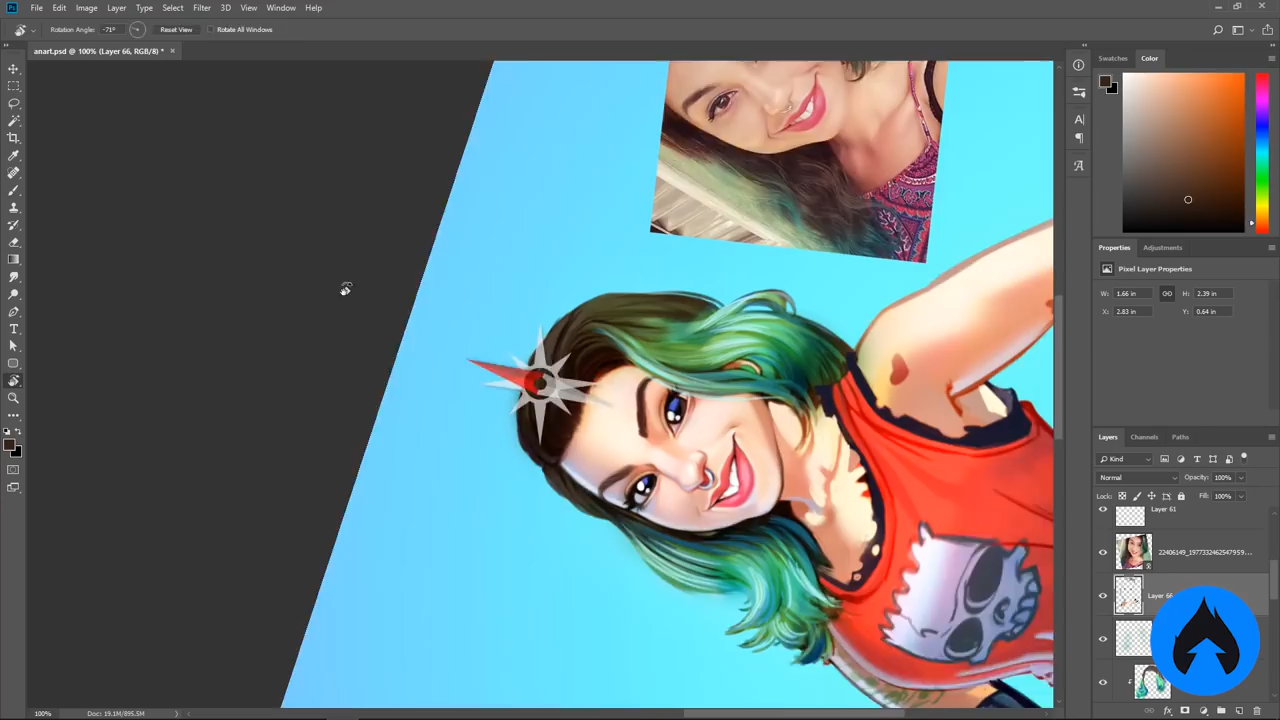 Ps File Edit Image Layer Type Select Filter 3D View Window Help
Rotation Angle: -71° Reset View Rotate All Windows
anart.psd @ 100% (Layer 66, RGB/8) * ×
Swatches Color
Properties Adjustments
Pixel Layer Properties
W: 1.66 in H: 2.39 in
X: 2.83 in Y: 0.64 in
Layers Channels Paths
Kind
Normal Opacity: 100%
Lock: Fill: 100%
Layer 61
22406149_1977332462547959...
Layer 66
100% Doc: 19.1M/895.5M